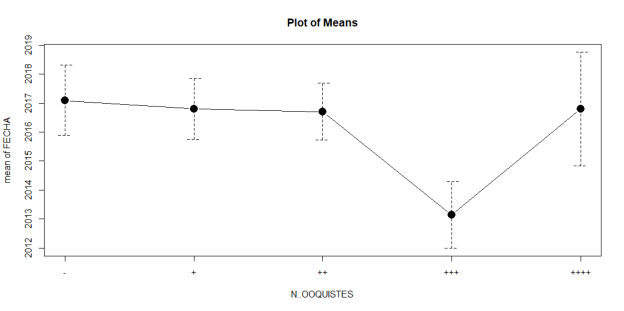 Plot of Means
mean of FECHA
2019
2018
2017
2016
2015
2014
2013
2012
- + ++ +++ ++++
N..OOQUISTES